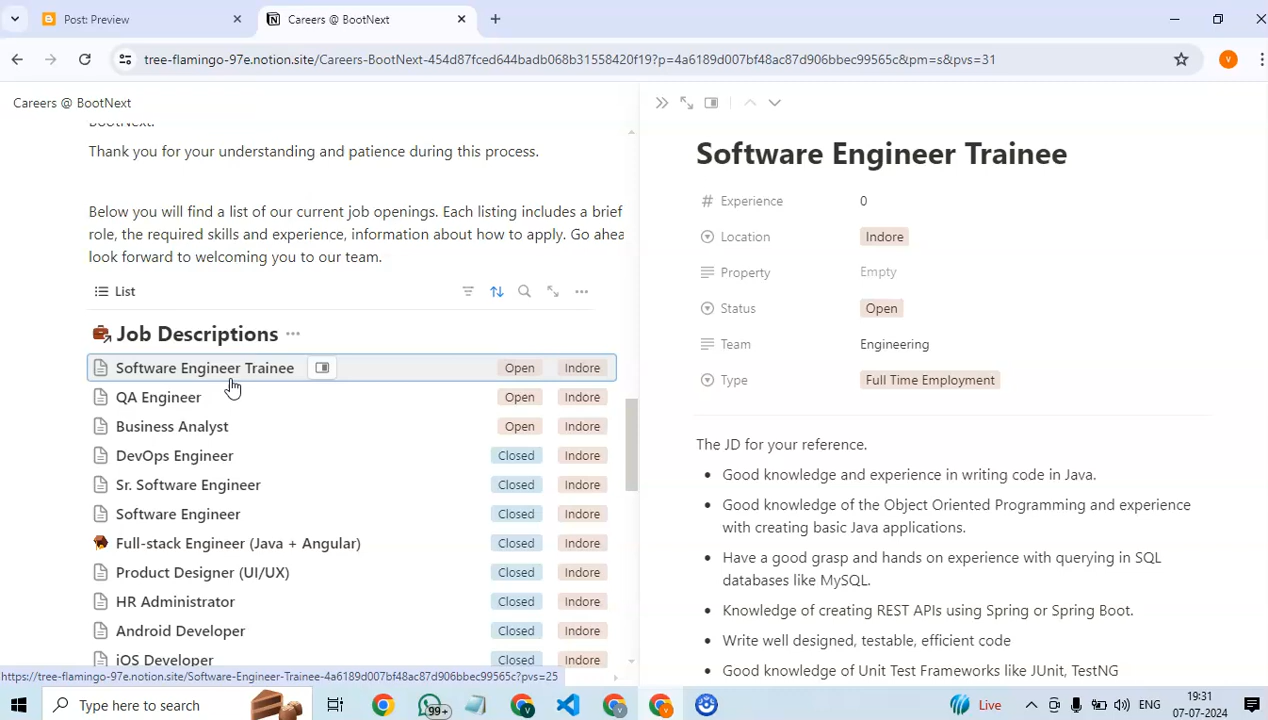 Post: Preview
Careers @ BootNext
tree-flamingo-97e.notion.site/Careers-BootNext-454d87fced644badb068b31558420f19?p=4a6189d007bf48ac87d906bbec99565c&pm=s&pvs=31
V
Careers @ BootNext
BootNext.
Thank you for your understanding and patience during this process.
Below you will find a list of our current job openings. Each listing includes a brief
role, the required skills and experience, information about how to apply. Go ahea
look forward to welcoming you to our team.
List
Job Descriptions
Software Engineer Trainee Open Indore
QA Engineer Open Indore
Business Analyst Open Indore
DevOps Engineer Closed Indore
Sr. Software Engineer Closed Indore
Software Engineer Closed Indore
Full-stack Engineer (Java + Angular) Closed Indore
Product Designer (UI/UX) Closed Indore
HR Administrator Closed Indore
Android Developer Closed Indore
iOS Developer Closed Indore
https://tree-flamingo-97e.notion.site/Software-Engineer-Trainee-4a6189d007bf48ac87d906bbec99565c?pvs=25
Software Engineer Trainee
Experience 0
Location Indore
Property Empty
Status Open
Team Engineering
Type Full Time Employment
The JD for your reference.
• Good knowledge and experience in writing code in Java.
• Good knowledge of the Object Oriented Programming and experience
with creating basic Java applications.
• Have a good grasp and hands on experience with querying in SQL
databases like MySQL.
• Knowledge of creating REST APIs using Spring or Spring Boot.
• Write well designed, testable, efficient code
• Good knowledge of Unit Test Frameworks like JUnit, TestNG
Type here to search
99+
Live
ENG
19:31
07-07-2024